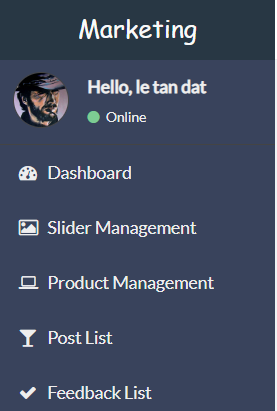 Marketing
Hello, le tan dat
Online
Dashboard
Slider Management
Product Management
Post List
Feedback List